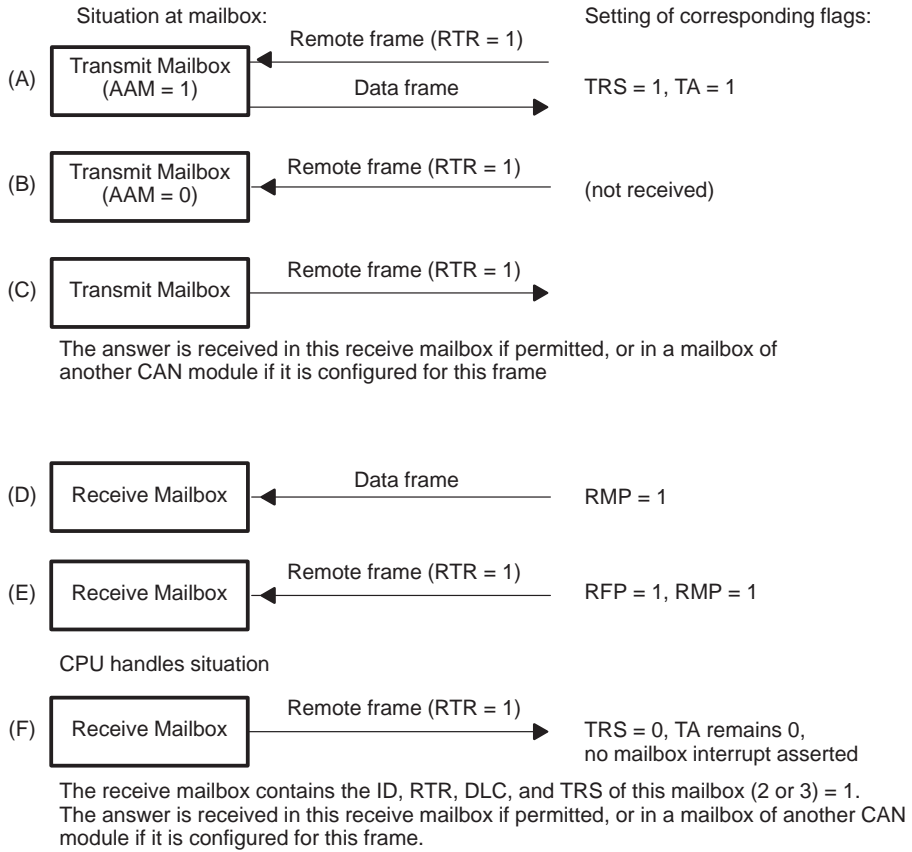 Situation at mailbox:
Setting of corresponding flags:
(A)
Transmit Mailbox
(AAM = 1)
Remote frame (RTR = 1)
Data frame
TRS = 1, TA = 1
(B)
Transmit Mailbox
(AAM = 0)
Remote frame (RTR = 1)
(not received)
(C)
Transmit Mailbox
Remote frame (RTR = 1)
The answer is received in this receive mailbox if permitted, or in a mailbox of
another CAN module if it is configured for this frame
(D)
Receive Mailbox
Data frame
RMP = 1
(E)
Receive Mailbox
Remote frame (RTR = 1)
RFP = 1, RMP = 1
CPU handles situation
(F)
Receive Mailbox
Remote frame (RTR = 1)
TRS = 0, TA remains 0,
no mailbox interrupt asserted
The receive mailbox contains the ID, RTR, DLC, and TRS of this mailbox (2 or 3) = 1.
The answer is received in this receive mailbox if permitted, or in a mailbox of another CAN
module if it is configured for this frame.